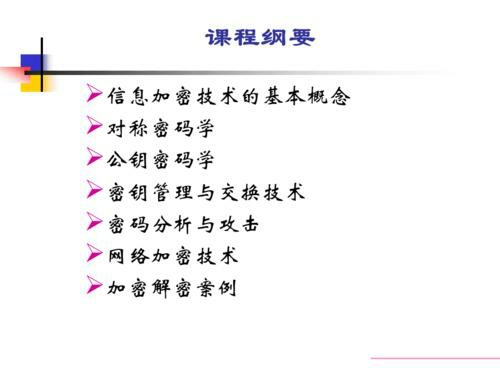 课程纲要
信息加密技术的基本概念
对称密码学
公钥密码学
密钥管理与交换技术
密码分析与攻击
网络加密技术
加密解密案例